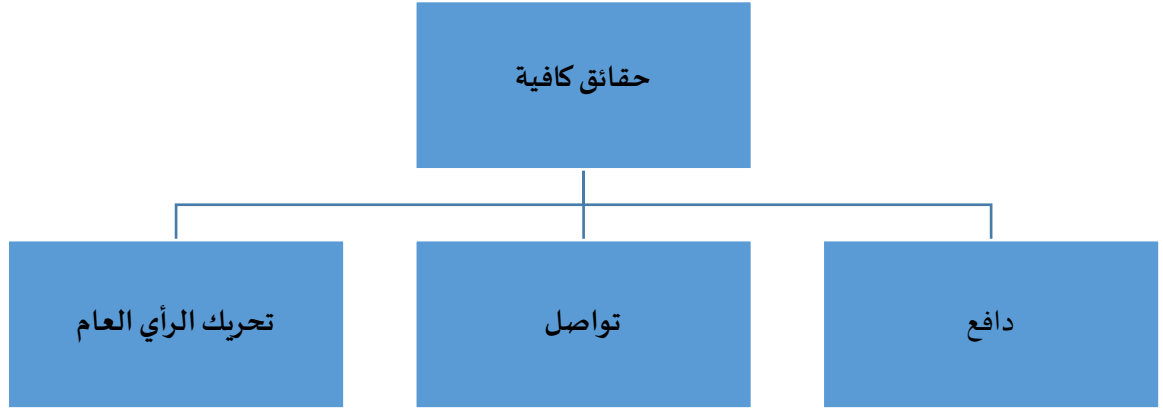 حقائق كافية
دافع
تواصل
تحريك الرأي العام